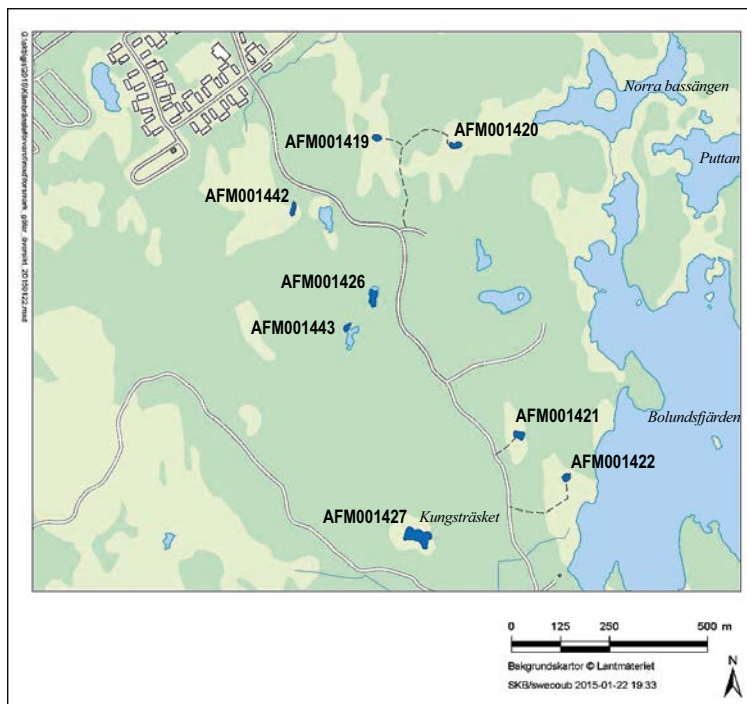 Norra bassängen
AFM001419
AFM001420
Puttan
AFM001442
AFM001426
AFM001443
AFM001421
Bolundsfjärden
AFM001422
AFM001427
Kungsträsket
0 125 250 500 m
Bakgrundskartor © Lantmäteriet
SKB/swecoub 2015-01-22 19:33
N